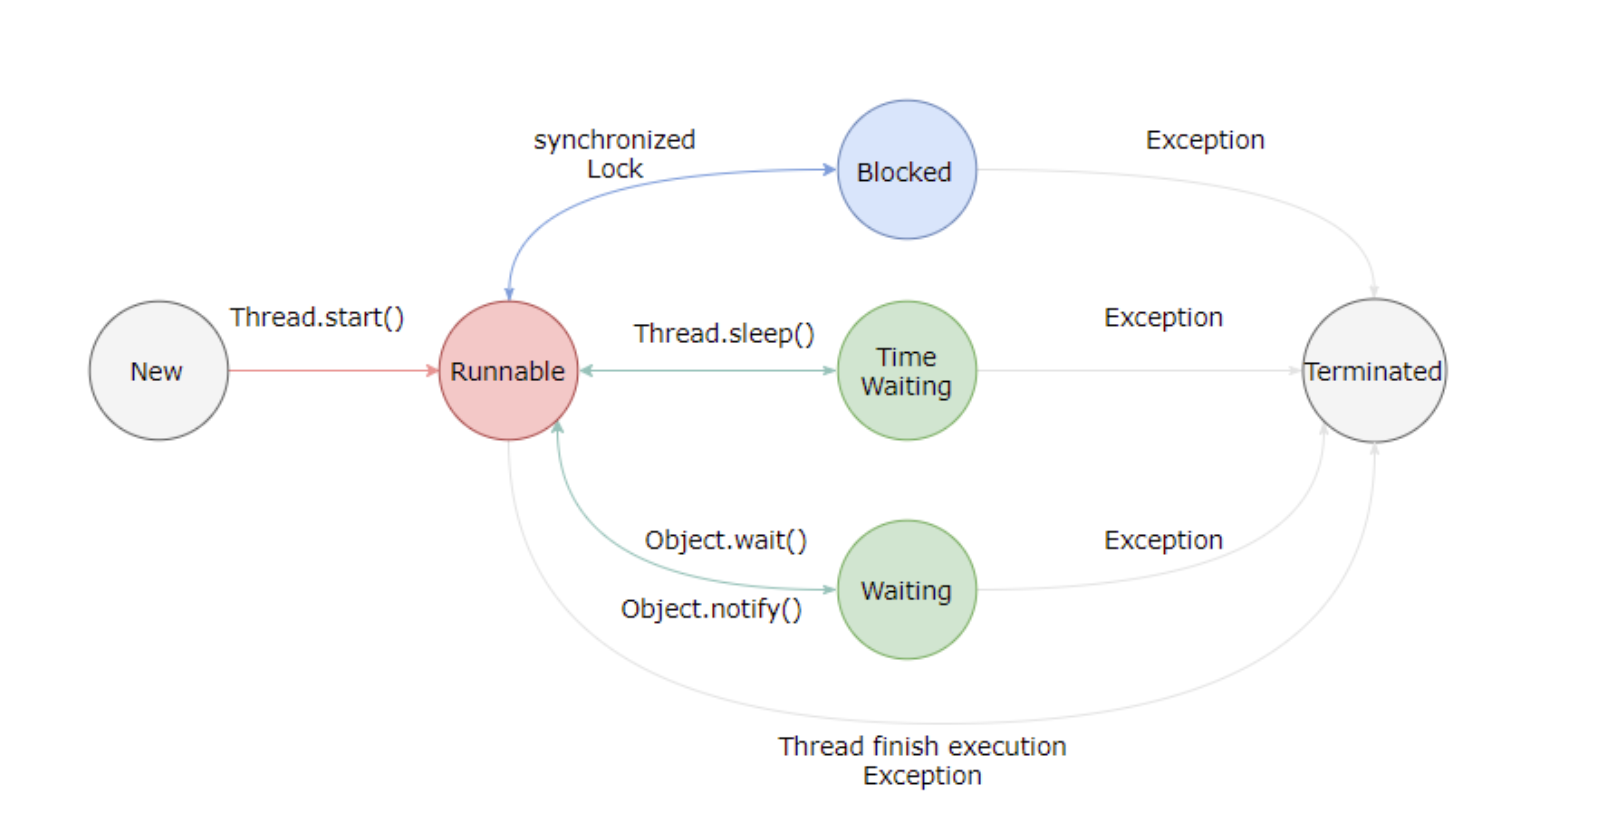 synchronized
Lock
Blocked
Exception
New
Thread.start()
Runnable
Thread.sleep()
Time
Waiting
Exception
Terminated
Object.wait()
Object.notify()
Waiting
Exception
Thread finish execution
Exception